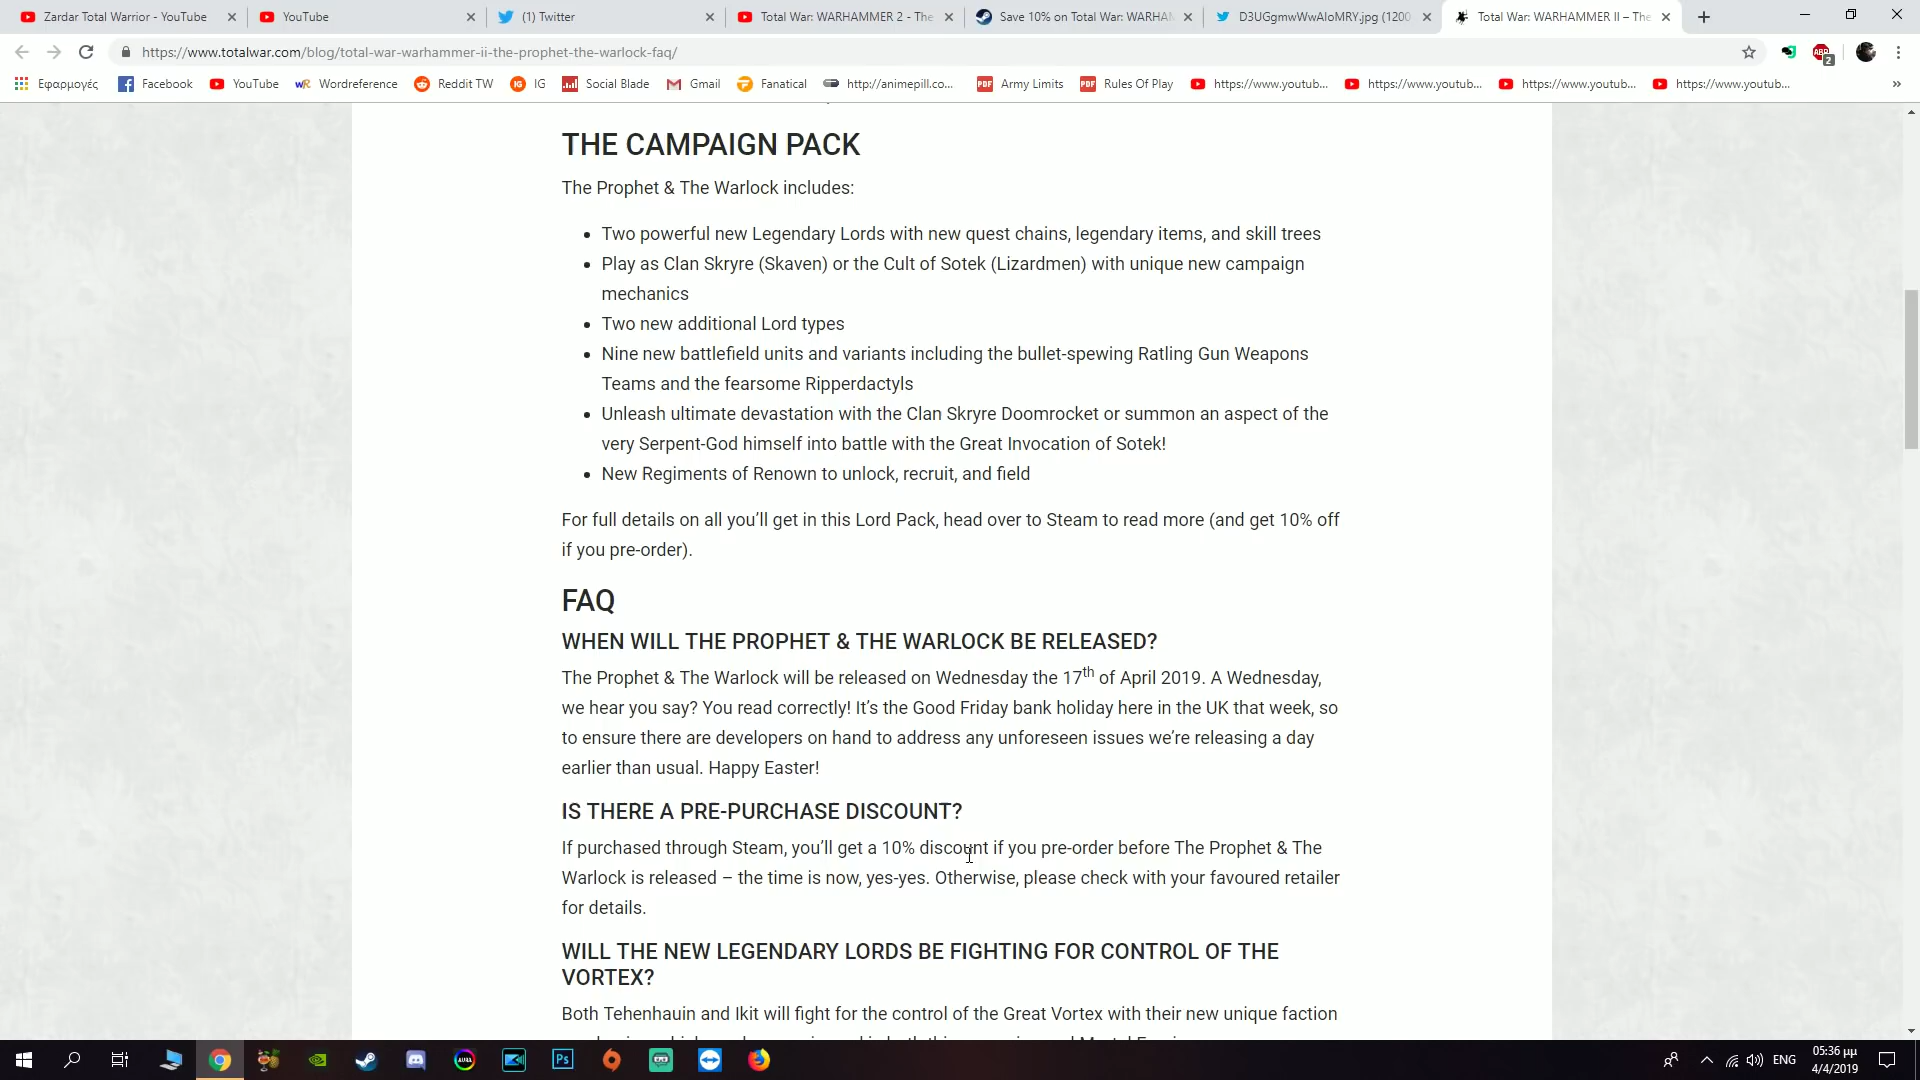 Zardar Total Warrior - YouTube
YouTube
(1) Twitter
Total War: WARHAMMER 2 - The
Save 10% on Total War: WARHAM
D3UGgmwWwAIoMRY.jpg (1200
Total War: WARHAMMER II – The
https://www.totalwar.com/blog/total-war-warhammer-ii-the-prophet-the-warlock-faq/
ABP
2
Εφαρμογές
Facebook
YouTube
WR
Wordreference
Reddit TW
IG
IG
Social Blade
Gmail
Fanatical
http://animepill.co...
PDF
Army Limits
PDF
Rules Of Play
https://www.youtub...
https://www.youtub...
https://www.youtub...
https://www.youtub...
»
THE CAMPAIGN PACK
The Prophet & The Warlock includes:
• Two powerful new Legendary Lords with new quest chains, legendary items, and skill trees
• Play as Clan Skryre (Skaven) or the Cult of Sotek (Lizardmen) with unique new campaign
mechanics
• Two new additional Lord types
• Nine new battlefield units and variants including the bullet-spewing Ratling Gun Weapons
Teams and the fearsome Ripperdactyls
• Unleash ultimate devastation with the Clan Skryre Doomrocket or summon an aspect of the
very Serpent-God himself into battle with the Great Invocation of Sotek!
• New Regiments of Renown to unlock, recruit, and field
For full details on all you’ll get in this Lord Pack, head over to Steam to read more (and get 10% off
if you pre-order).
FAQ
WHEN WILL THE PROPHET & THE WARLOCK BE RELEASED?
The Prophet & The Warlock will be released on Wednesday the 17th of April 2019. A Wednesday,
we hear you say? You read correctly! It’s the Good Friday bank holiday here in the UK that week, so
to ensure there are developers on hand to address any unforeseen issues we’re releasing a day
earlier than usual. Happy Easter!
IS THERE A PRE-PURCHASE DISCOUNT?
If purchased through Steam, you’ll get a 10% discount if you pre-order before The Prophet & The
Warlock is released – the time is now, yes-yes. Otherwise, please check with your favoured retailer
for details.
WILL THE NEW LEGENDARY LORDS BE FIGHTING FOR CONTROL OF THE
VORTEX?
Both Tehenhauin and Ikit will fight for the control of the Great Vortex with their new unique faction
AURA
Ps
ENG
05:36 μμ
4/4/2019